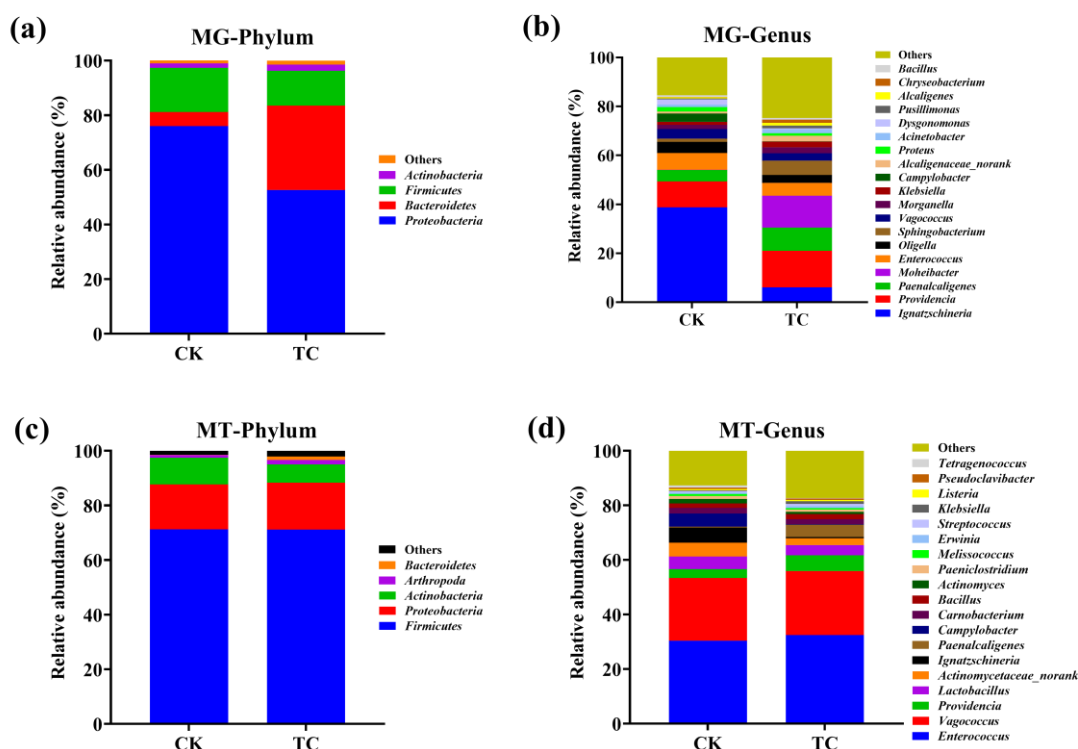 (a)
MG-Phylum
Relative abundance (%)
100
80
60
40
20
0
CK
TC
Others
Actinobacteria
Firmicutes
Bacteroidetes
Proteobacteria
(b)
MG-Genus
Relative abundance (%)
100
80
60
40
20
0
CK
TC
Others
Bacillus
Chryseobacterium
Alcaligenes
Pusillimonas
Dysgonomonas
Acinetobacter
Proteus
Alcaligenaceae_norank
Campylobacter
Klebsiella
Morganella
Vagococcus
Sphingobacterium
Oligella
Enterococcus
Moheibacter
Paenalcaligenes
Providencia
Ignatzschineria
(c)
MT-Phylum
Relative abundance (%)
100
80
60
40
20
0
CK
TC
Others
Bacteroidetes
Arthropoda
Actinobacteria
Proteobacteria
Firmicutes
(d)
MT-Genus
Relative abundance (%)
100
80
60
40
20
0
CK
TC
Others
Tetragenococcus
Pseudoclavibacter
Listeria
Klebsiella
Streptococcus
Erwinia
Melissococcus
Paeniclostridium
Actinomyces
Bacillus
Carnobacterium
Campylobacter
Paenalcaligenes
Ignatzschineria
Actinomycetaceae_norank
Lactobacillus
Providencia
Vagococcus
Enterococcus